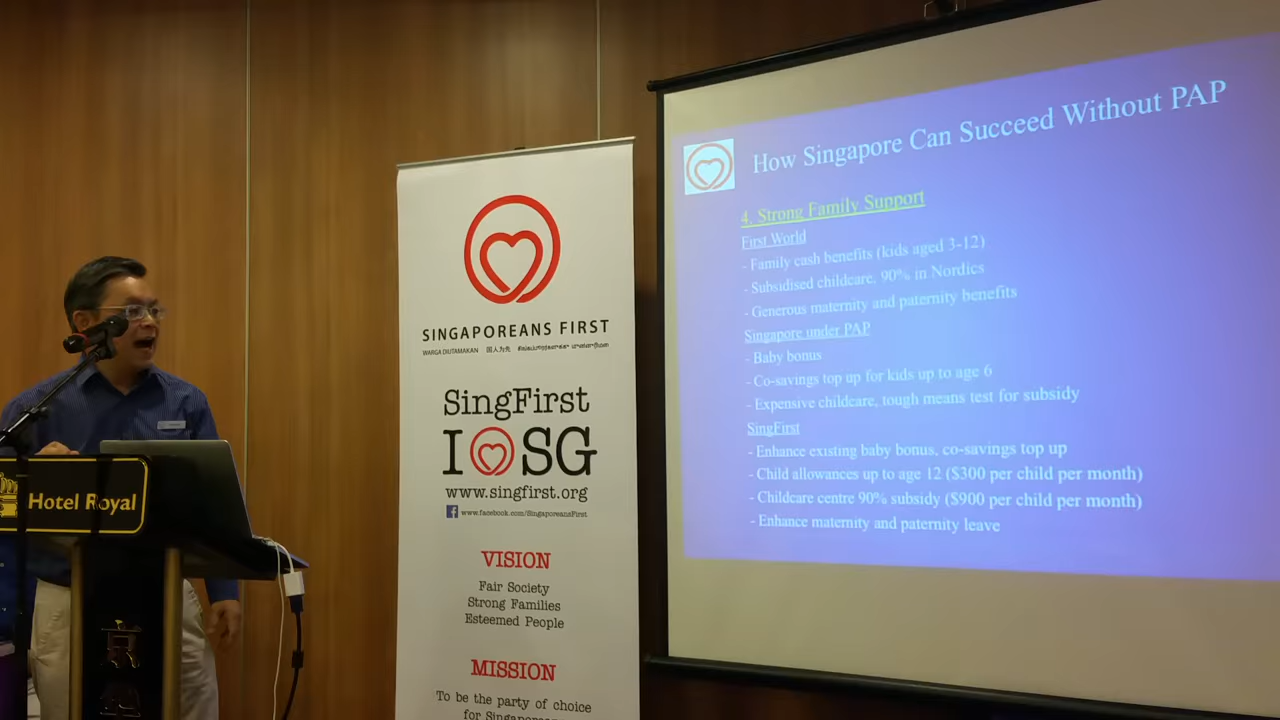 Hotel Royal
SINGAPOREANS FIRST
WARGA DIUTAMAKAN 国人为先
SingFirst
I SG
www.singfirst.org
www.facebook.com/SingaporeansFirst
VISION
Fair Society
Strong Families
Esteemed People
MISSION
To be the party of choice
for
How Singapore Can Succeed Without PAP
4. Strong Family Support
First World
- Family cash benefits (kids aged 3-12)
- Subsidised childcare, 90% in Nordics
- Generous maternity and paternity benefits
Singapore under PAP
- Baby bonus
- Co-savings top up for kids up to age 6
- Expensive childcare, tough means test for subsidy
SingFirst
- Enhance existing baby bonus, co-savings top up
- Child allowances up to age 12 ($300 per child per month)
- Childcare centre 90% subsidy ($900 per child per month)
- Enhance maternity and paternity leave